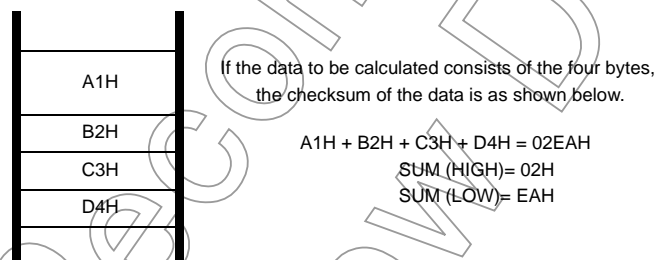 If the data to be calculated consists of the four bytes,
the checksum of the data is as shown below.
A1H
B2H
C3H
D4H
A1H + B2H + C3H + D4H = 02EAH
SUM (HIGH)= 02H
SUM (LOW)= EAH